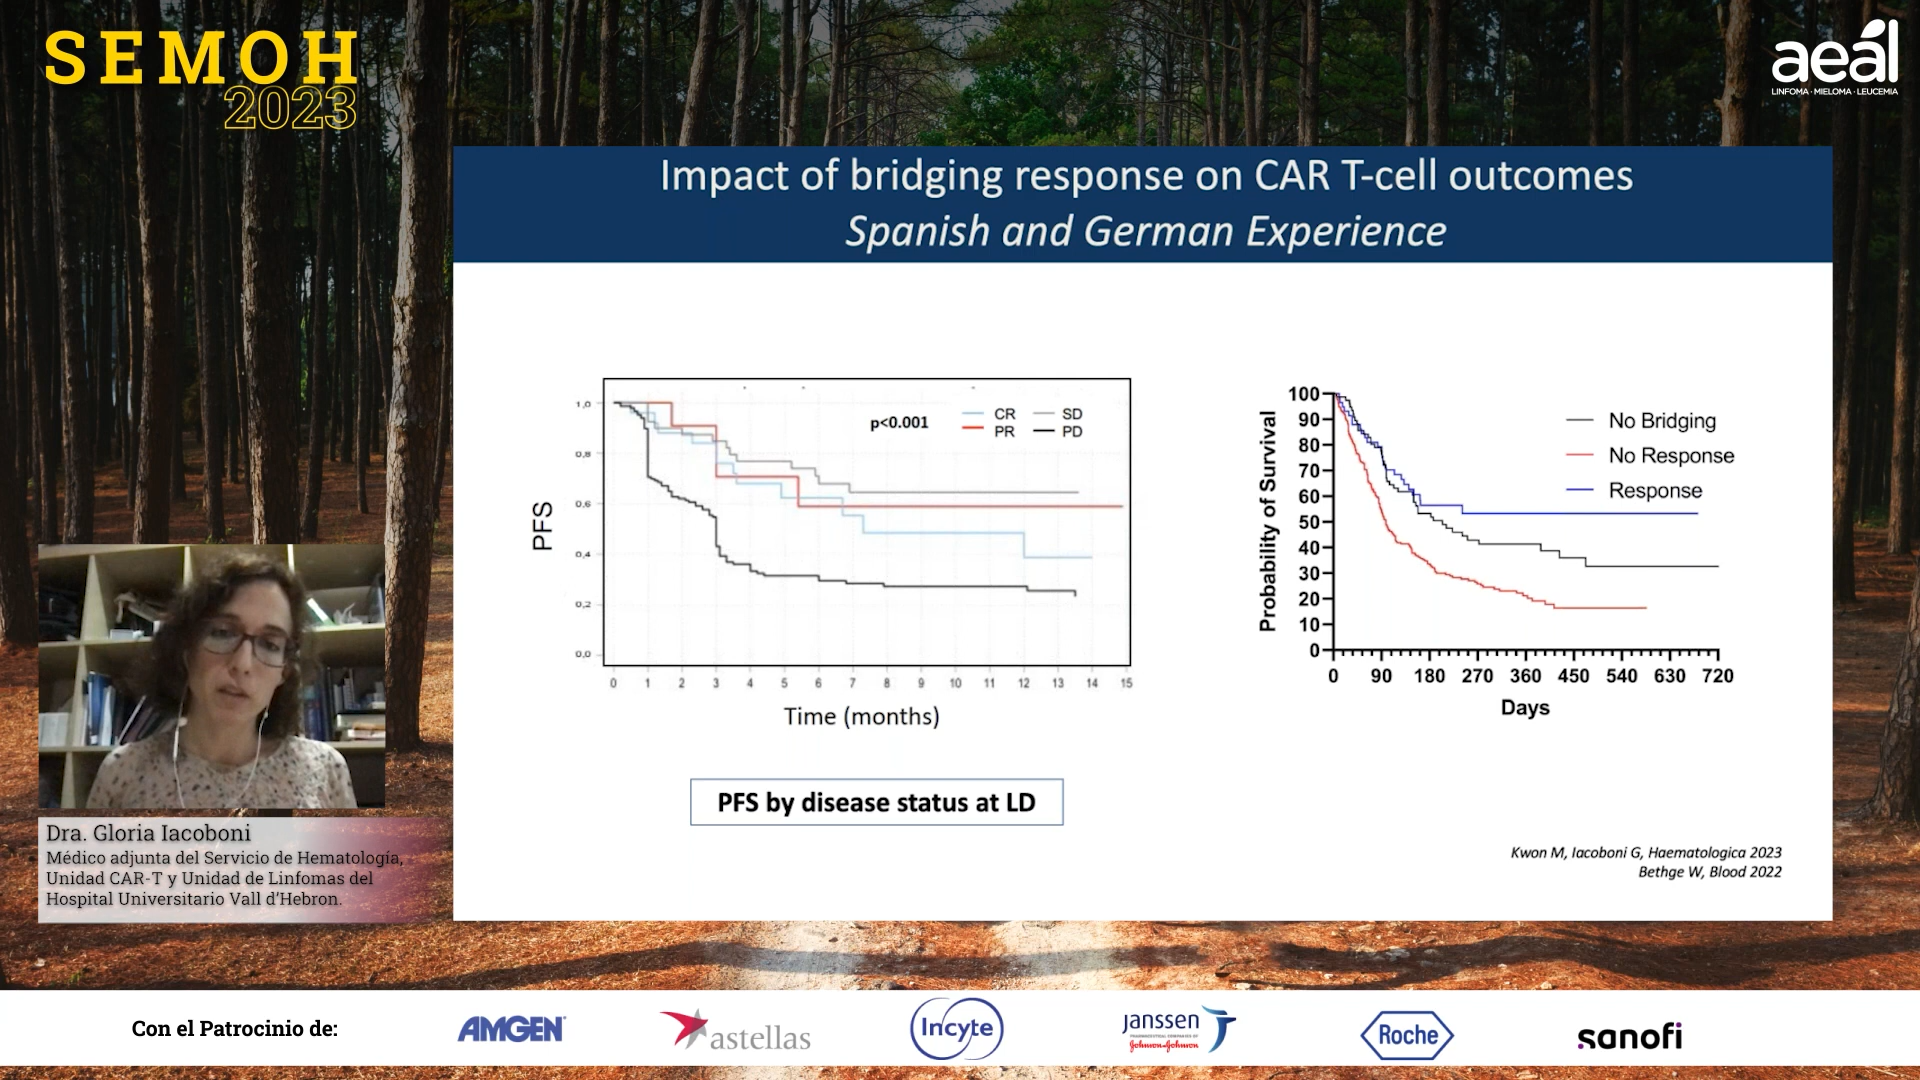 SEMOH
2023
aeál
LINFOMA · MIELOMA · LEUCEMIA
Impact of bridging response on CAR T-cell outcomes
Spanish and German Experience
PFS
1,0
0,8
0,6
0,4
0,2
0,0
p<0.001
CR
SD
PR
PD
0 1 2 3 4 5 6 7 8 9 10 11 12 13 14 15
Time (months)
PFS by disease status at LD
Probability of Survival
100
90
80
70
60
50
40
30
20
10
0
No Bridging
No Response
Response
0 90 180 270 360 450 540 630 720
Days
Kwon M, Iacoboni G, Haematologica 2023
Bethge W, Blood 2022
Dra. Gloria Iacoboni
Médico adjunta del Servicio de Hematología,
Unidad CAR-T y Unidad de Linfomas del
Hospital Universitario Vall d'Hebron.
Con el Patrocinio de:
AMGEN
astellas
Incyte
janssen
Johnson & Johnson
Roche
sanofi